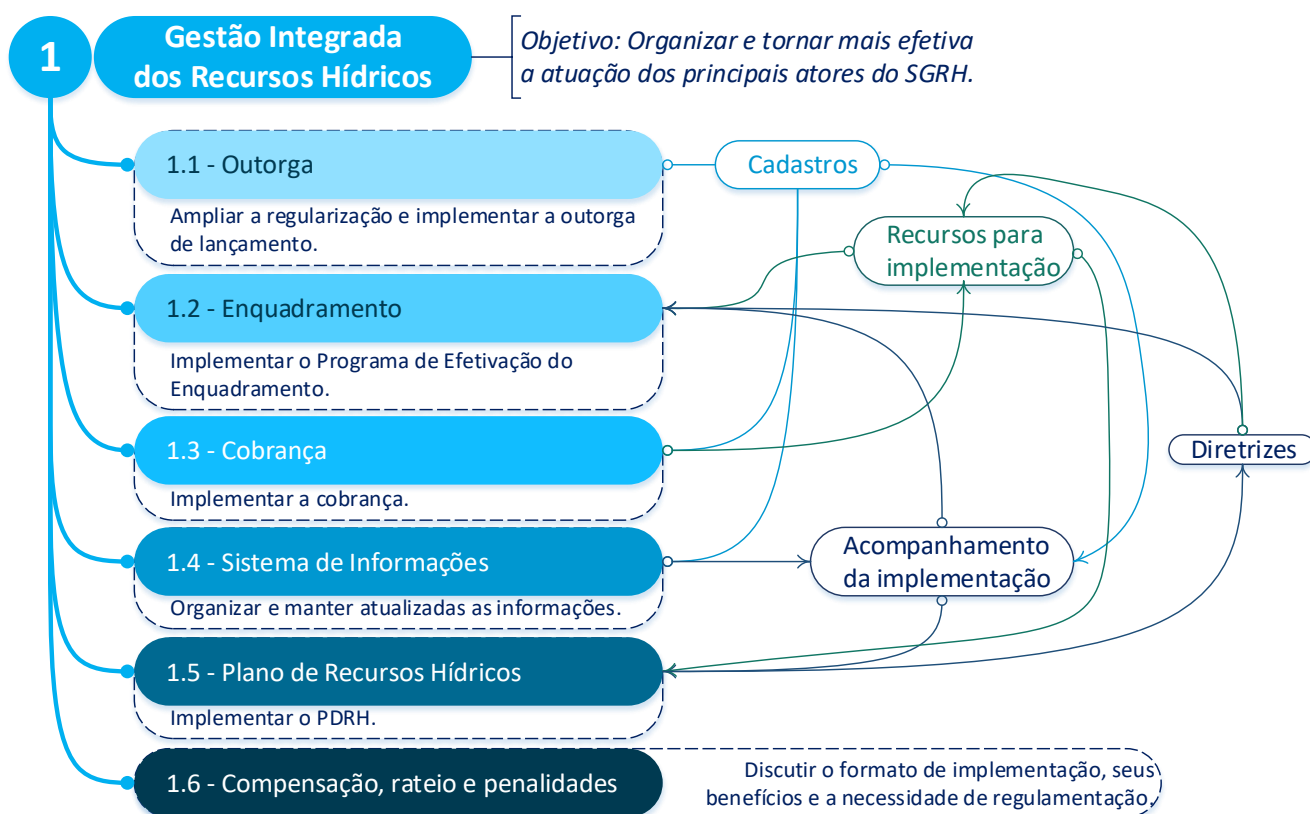 1
Gestão Integrada
dos Recursos Hídricos
Objetivo: Organizar e tornar mais efetiva
a atuação dos principais atores do SGRH.
1.1 - Outorga
Cadastros
Ampliar a regularização e implementar a outorga
de lançamento.
Recursos para
implementação
1.2 - Enquadramento
Implementar o Programa de Efetivação do
Enquadramento.
1.3 - Cobrança
Diretrizes
Implementar a cobrança.
1.4 - Sistema de Informações
Acompanhamento
da implementação
Organizar e manter atualizadas as informações.
1.5 - Plano de Recursos Hídricos
Implementar o PDRH.
1.6 - Compensação, rateio e penalidades
Discutir o formato de implementação, seus
benefícios e a necessidade de regulamentação.